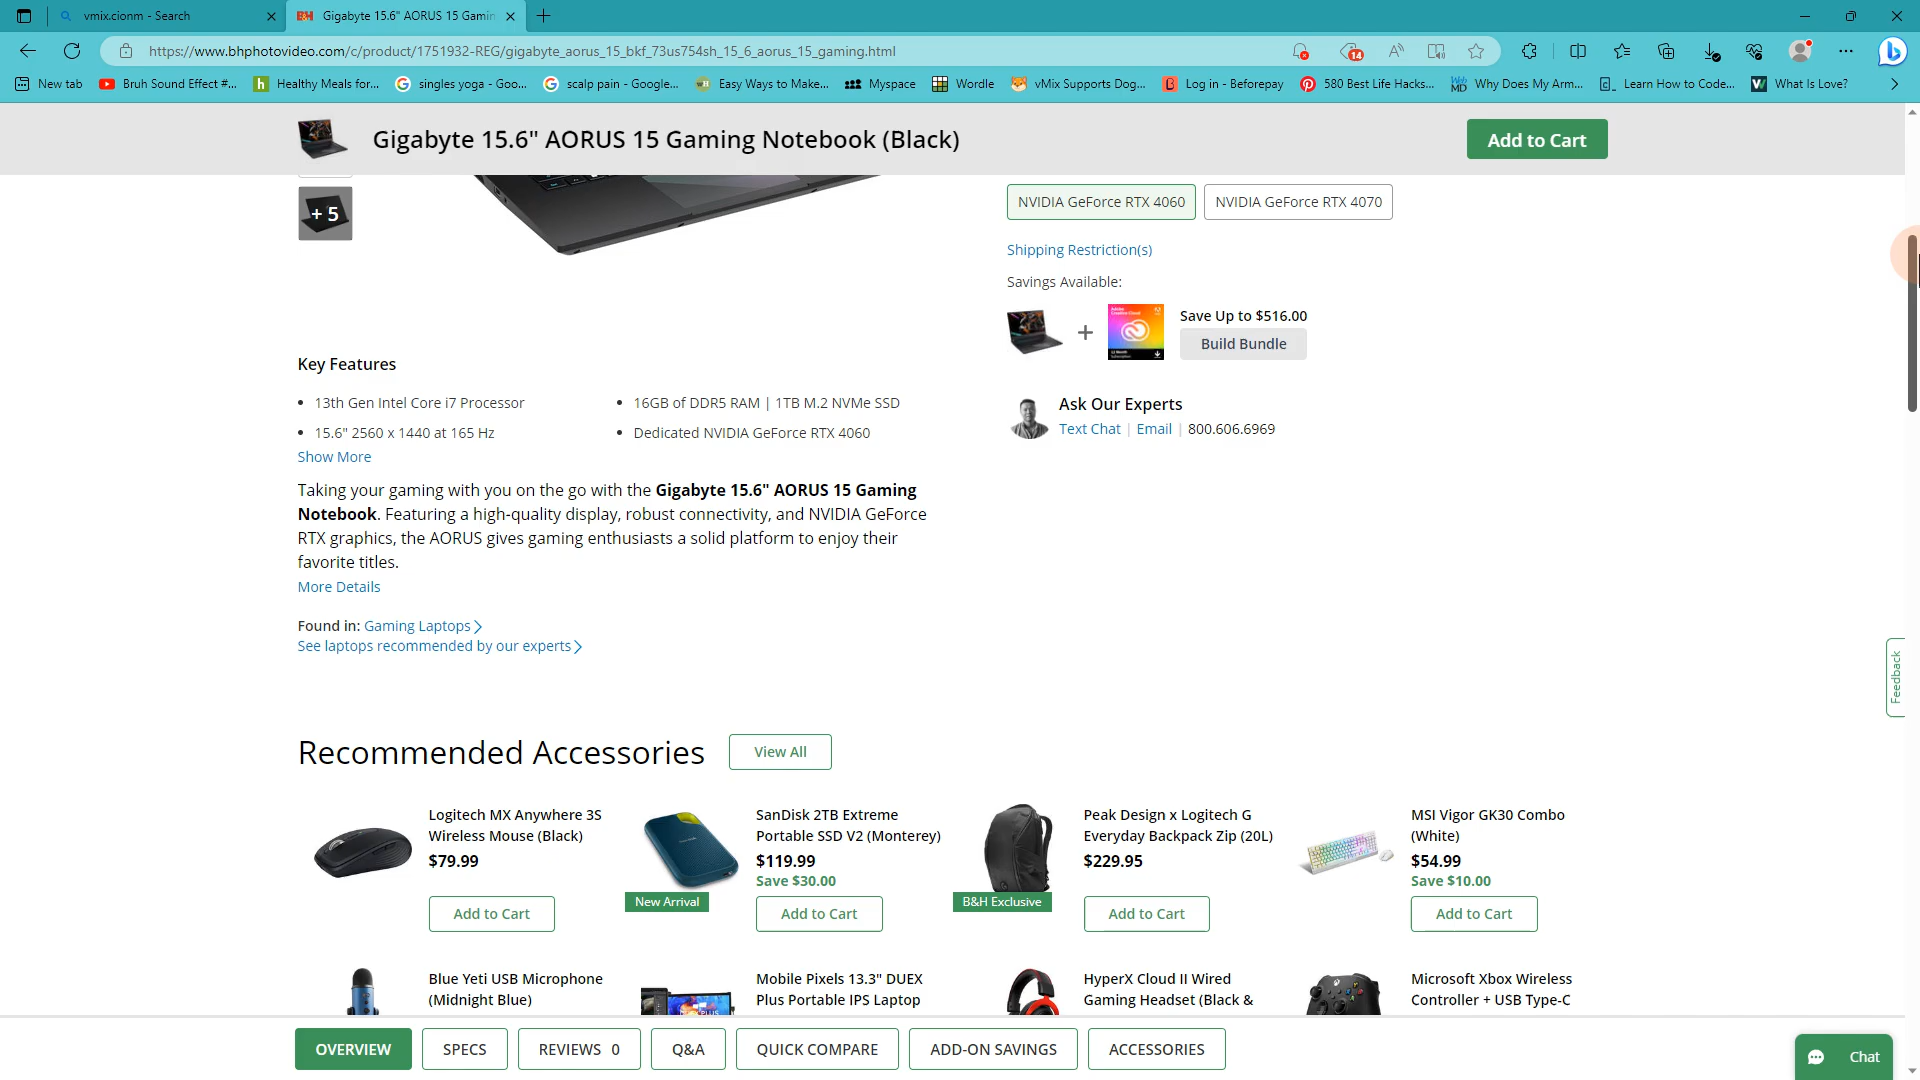 vmix.cionm - Search
B&H Gigabyte 15.6" AORUS 15 Gamin
https://www.bhphotovideo.com/c/product/1751932-REG/gigabyte_aorus_15_bkf_73us754sh_15_6_aorus_15_gaming.html
14
New tab
Bruh Sound Effect #...
Healthy Meals for...
singles yoga - Goo...
scalp pain - Google...
Easy Ways to Make...
Myspace
Wordle
vMix Supports Dog...
Log in - Beforepay
580 Best Life Hacks...
Why Does My Arm...
Learn How to Code...
What Is Love?
Gigabyte 15.6" AORUS 15 Gaming Notebook (Black)
Add to Cart
+ 5
NVIDIA GeForce RTX 4060
NVIDIA GeForce RTX 4070
Shipping Restriction(s)
Savings Available:
Save Up to $516.00
Build Bundle
Ask Our Experts
Text Chat | Email | 800.606.6969
Key Features
• 13th Gen Intel Core i7 Processor
• 16GB of DDR5 RAM | 1TB M.2 NVMe SSD
• 15.6" 2560 x 1440 at 165 Hz
• Dedicated NVIDIA GeForce RTX 4060
Show More
Taking your gaming with you on the go with the Gigabyte 15.6" AORUS 15 Gaming
Notebook. Featuring a high-quality display, robust connectivity, and NVIDIA GeForce
RTX graphics, the AORUS gives gaming enthusiasts a solid platform to enjoy their
favorite titles.
More Details
Found in: Gaming Laptops
See laptops recommended by our experts
Feedback
Recommended Accessories
View All
Logitech MX Anywhere 3S
Wireless Mouse (Black)
$79.99
Add to Cart
SanDisk 2TB Extreme
Portable SSD V2 (Monterey)
$119.99
Save $30.00
New Arrival
Add to Cart
Peak Design x Logitech G
Everyday Backpack Zip (20L)
$229.95
B&H Exclusive
Add to Cart
MSI Vigor GK30 Combo
(White)
$54.99
Save $10.00
Add to Cart
Blue Yeti USB Microphone
(Midnight Blue)
Mobile Pixels 13.3" DUEX
Plus Portable IPS Laptop
HyperX Cloud II Wired
Gaming Headset (Black &
Microsoft Xbox Wireless
Controller + USB Type-C
OVERVIEW
SPECS
REVIEWS 0
Q&A
QUICK COMPARE
ADD-ON SAVINGS
ACCESSORIES
Chat